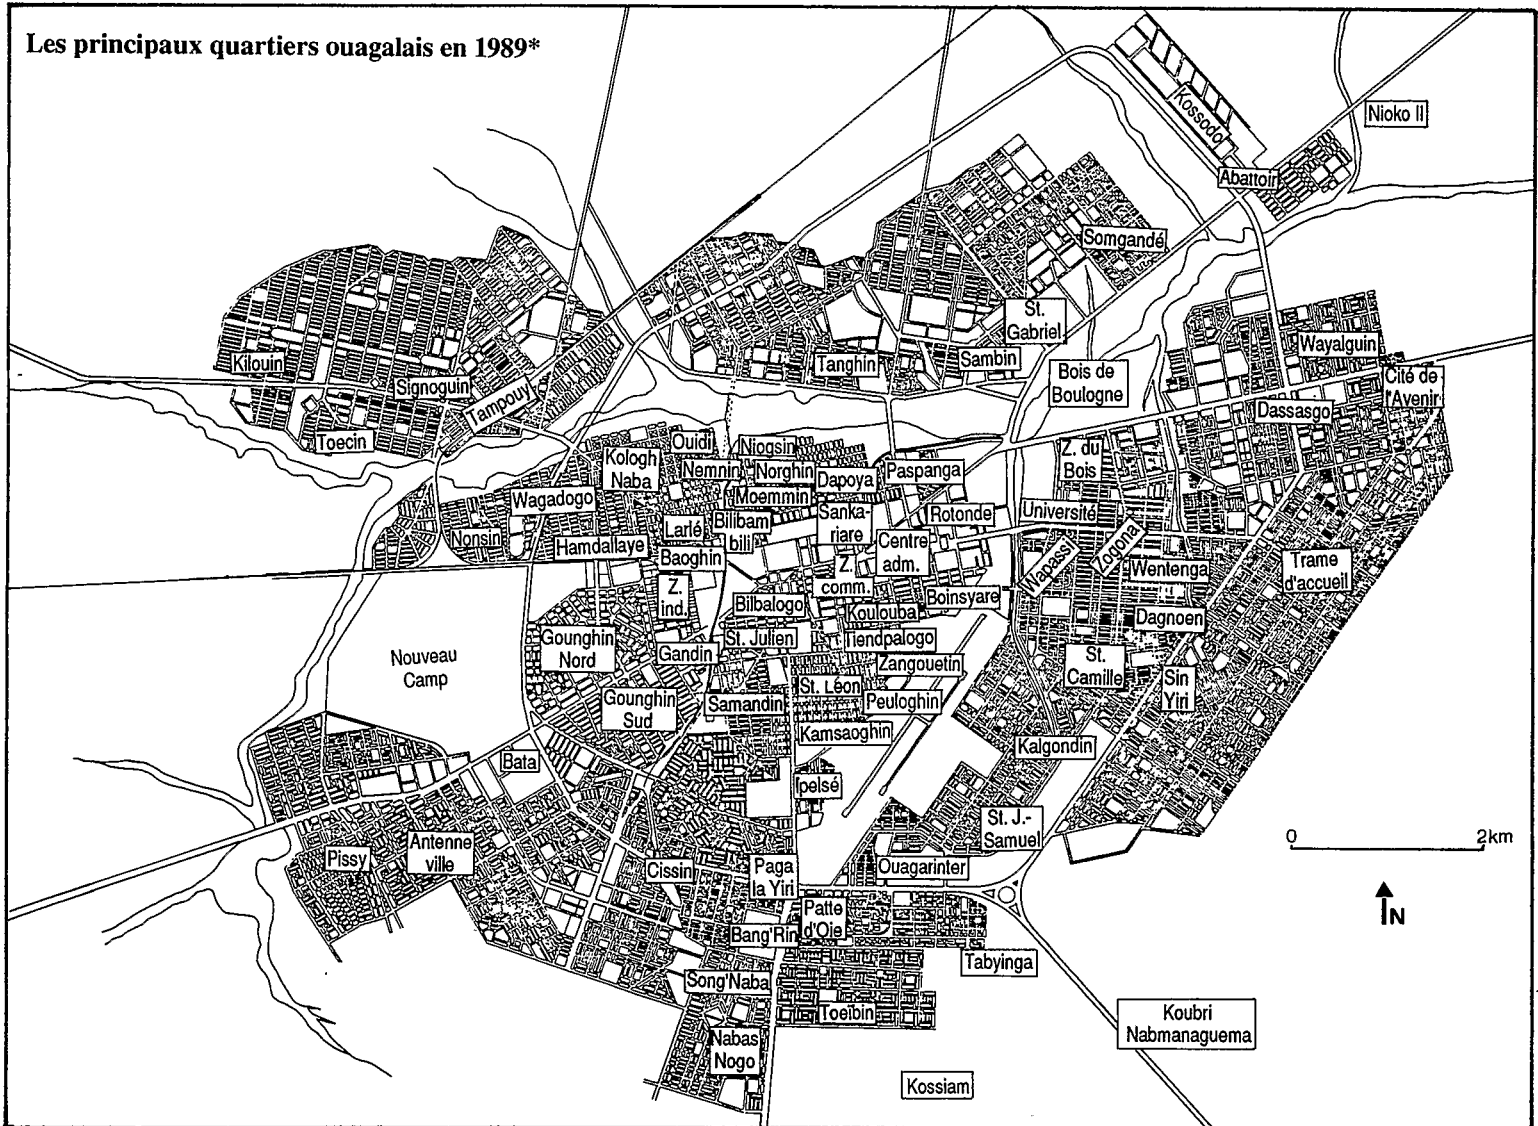 Les principaux quartiers ouagalais en 1989*
Nioko II
Kossodo
Abattoir
Somgandé
St.
Gabriel
Wayalguin
Kilouin
Tanghin
Sambin
Signoguin
Bois de
Boulogne
Cité de
l'Avenir
Tampouy
Dassasgo
Toecin
Ouidi
Niogsin
Kologh
Naba
Nemnin
Norghin
Dapoya
Paspanga
Z. du
Bois
Wagadogo
Moemmin
Larlé
Bilibam
bili
Sanka-
riare
Rotonde
Université
Nonsin
Hamdallaye
Baoghin
Centre
adm.
Wapassi
Zogona
Wentenga
Trame
d'accueil
Z.
ind.
Z.
comm.
Bilbalogo
Koulouba
Boinsyare
Dagnoen
Gounghin
Nord
St. Julien
Tiendpalogo
Nouveau
Camp
Gandin
Zangouetin
St.
Camille
Sin
Yiri
St. Léon
Gounghin
Sud
Samandin
Peuloghin
Kamsaoghin
Kalgondin
Bata
Ipelsé
St. J.-
Samuel
0 2km
Pissy
Antenne
ville
Cissin
Paga
la Yiri
Ouagarinter
N
Patte
d'Oie
Bang'Rin
Tabyinga
Song'Naba
Toeïbin
Koubri
Nabmanaguema
Nabas
Nogo
Kossiam